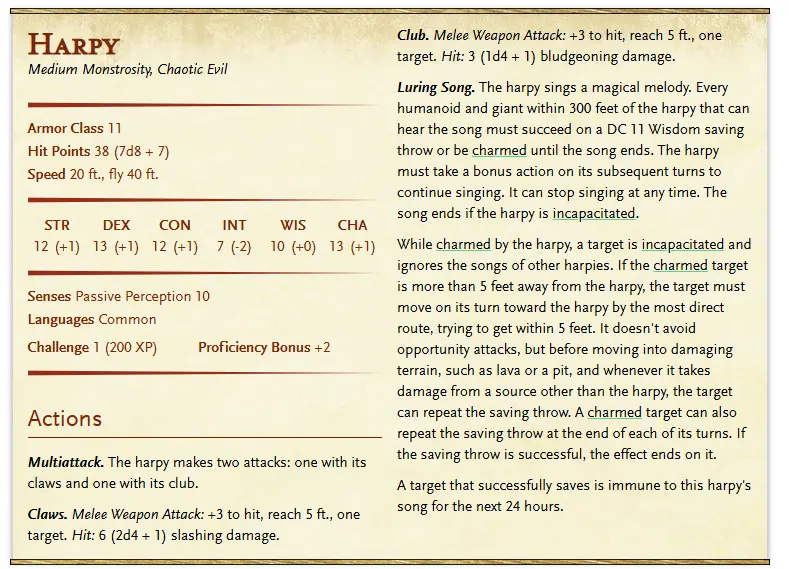 Harpy
Medium Monstrosity, Chaotic Evil
Armor Class 11
Hit Points 38 (7d8 + 7)
Speed 20 ft., fly 40 ft.
STR DEX CON INT WIS CHA
12 (+1) 13 (+1) 12 (+1) 7 (-2) 10 (+0) 13 (+1)
Senses Passive Perception 10
Languages Common
Challenge 1 (200 XP) Proficiency Bonus +2
Actions
Multiattack. The harpy makes two attacks: one with its
claws and one with its club.
Claws. Melee Weapon Attack: +3 to hit, reach 5 ft., one
target. Hit: 6 (2d4 + 1) slashing damage.
Club. Melee Weapon Attack: +3 to hit, reach 5 ft., one
target. Hit: 3 (1d4 + 1) bludgeoning damage.
Luring Song. The harpy sings a magical melody. Every
humanoid and giant within 300 feet of the harpy that can
hear the song must succeed on a DC 11 Wisdom saving
throw or be charmed until the song ends. The harpy
must take a bonus action on its subsequent turns to
continue singing. It can stop singing at any time. The
song ends if the harpy is incapacitated.
While charmed by the harpy, a target is incapacitated and
ignores the songs of other harpies. If the charmed target
is more than 5 feet away from the harpy, the target must
move on its turn toward the harpy by the most direct
route, trying to get within 5 feet. It doesn't avoid
opportunity attacks, but before moving into damaging
terrain, such as lava or a pit, and whenever it takes
damage from a source other than the harpy, the target
can repeat the saving throw. A charmed target can also
repeat the saving throw at the end of each of its turns. If
the saving throw is successful, the effect ends on it.
A target that successfully saves is immune to this harpy's
song for the next 24 hours.